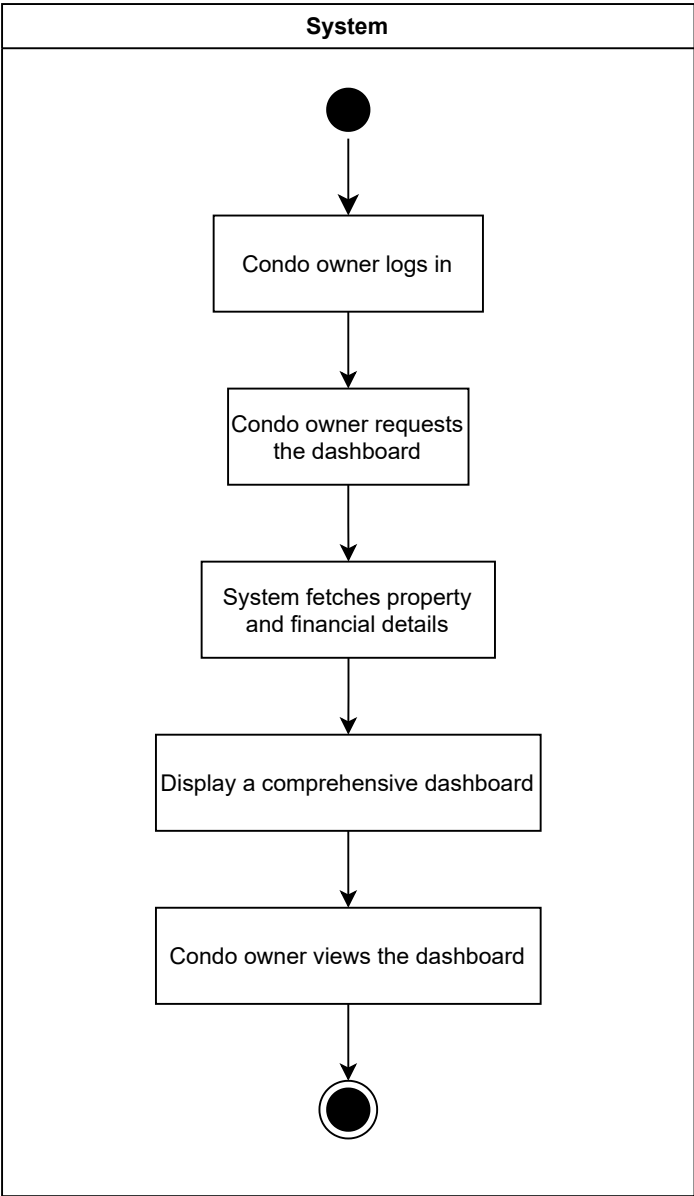 System
Condo owner logs in
Condo owner requests
the dashboard
System fetches property
and financial details
Display a comprehensive dashboard
Condo owner views the dashboard